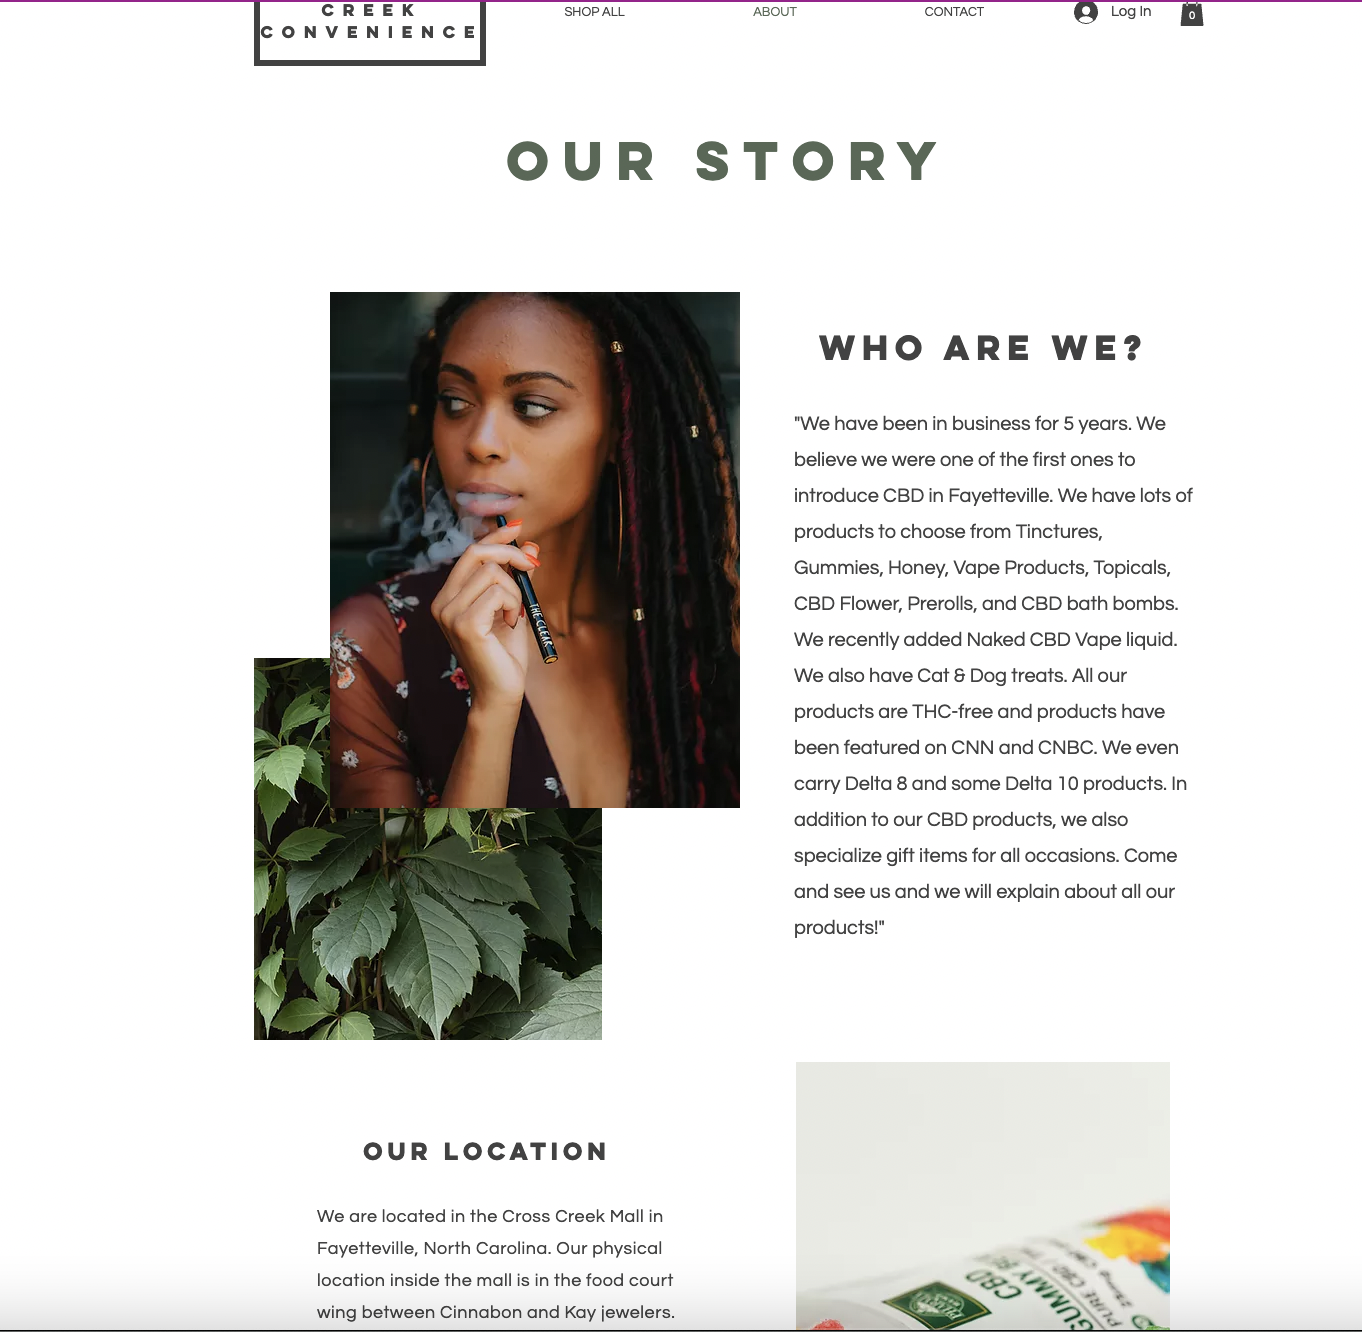 CREEK
CONVENIENCE
SHOP ALL
ABOUT
CONTACT
Log In
0
OUR STORY
WHO ARE WE?
"We have been in business for 5 years. We
believe we were one of the first ones to
introduce CBD in Fayetteville. We have lots of
products to choose from Tinctures,
Gummies, Honey, Vape Products, Topicals,
CBD Flower, Prerolls, and CBD bath bombs.
We recently added Naked CBD Vape liquid.
We also have Cat & Dog treats. All our
products are THC-free and products have
been featured on CNN and CNBC. We even
carry Delta 8 and some Delta 10 products. In
addition to our CBD products, we also
specialize gift items for all occasions. Come
and see us and we will explain about all our
products!"
THE CLEAR
OUR LOCATION
We are located in the Cross Creek Mall in
Fayetteville, North Carolina. Our physical
location inside the mall is in the food court
wing between Cinnabon and Kay jewelers.
CBD
GUMMY
PURE CBD